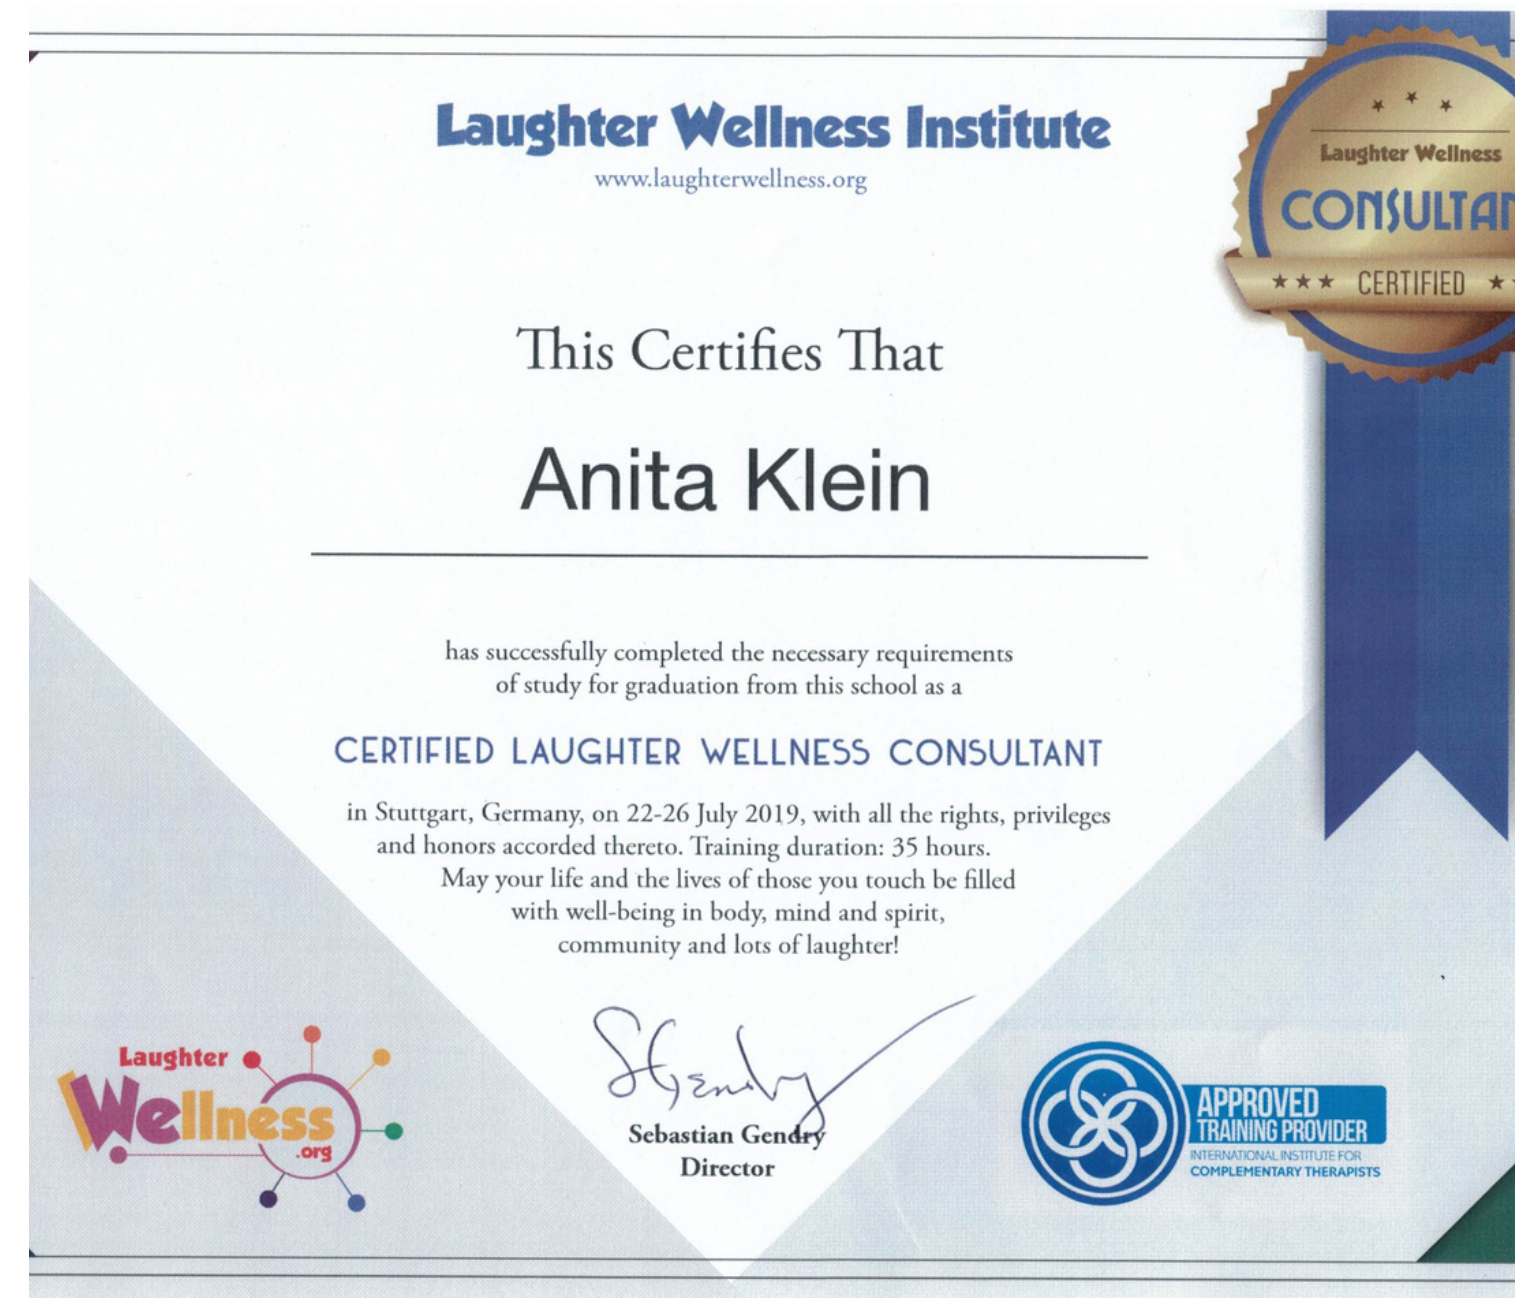 Laughter Wellness Institute
www.laughterwellness.org
Laughter Wellness
CONSULTAN
CERTIFIED
This Certifies That
Anita Klein
has successfully completed the necessary requirements
of study for graduation from this school as a
CERTIFIED LAUGHTER WELLNESS CONSULTANT
in Stuttgart, Germany, on 22-26 July 2019, with all the rights, privileges
and honors accorded thereto. Training duration: 35 hours.
May your life and the lives of those you touch be filled
with well-being in body, mind and spirit,
community and lots of laughter!
SGendry
Sebastian Gendry
Director
Laughter
Wellness
.org
APPROVED
TRAINING PROVIDER
INTERNATIONAL INSTITUTE FOR
COMPLEMENTARY THERAPISTS